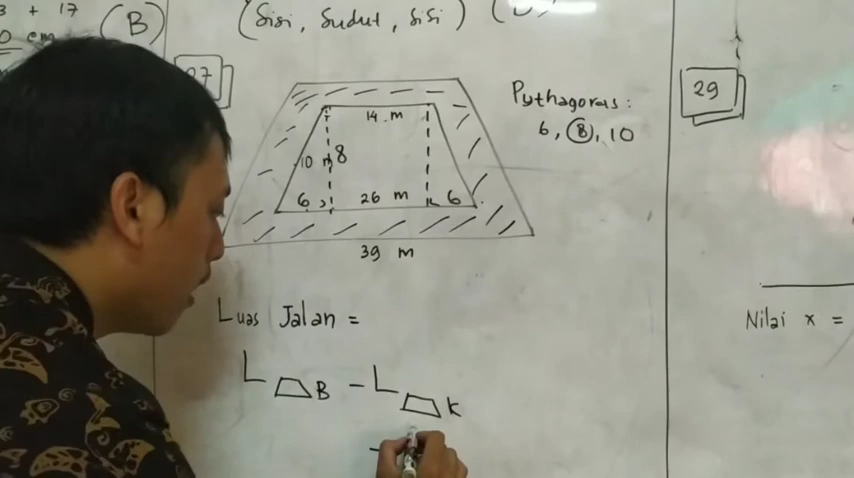 3 + 17
0 cm
(B)
(Sisi, Sudut, Sisi)
27
14 m
10 m
8
6
26 m
6
39 m
Pythagoras:
6, 8, 10
Luas Jalan =
L B - L K
29
Nilai x =